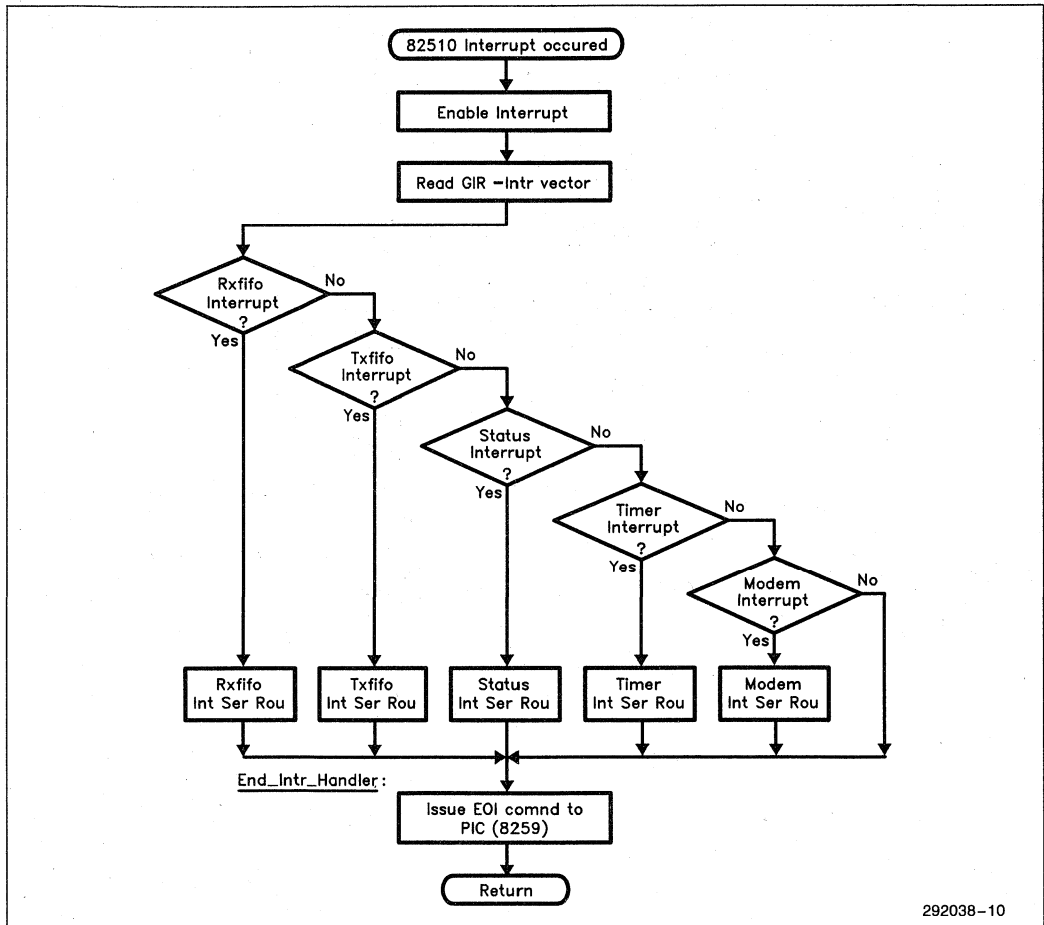 82510 Interrupt occured
Enable Interrupt
Read GIR -Intr vector
Rxfifo
Interrupt
?
No
Yes
Txfifo
Interrupt
?
No
Yes
Status
Interrupt
?
No
Yes
Timer
Interrupt
?
No
Yes
Modem
Interrupt
?
No
Yes
Rxfifo
Int Ser Rou
Txfifo
Int Ser Rou
Status
Int Ser Rou
Timer
Int Ser Rou
Modem
Int Ser Rou
End_Intr_Handler:
Issue EOI comnd to
PIC (8259)
Return
292038-10